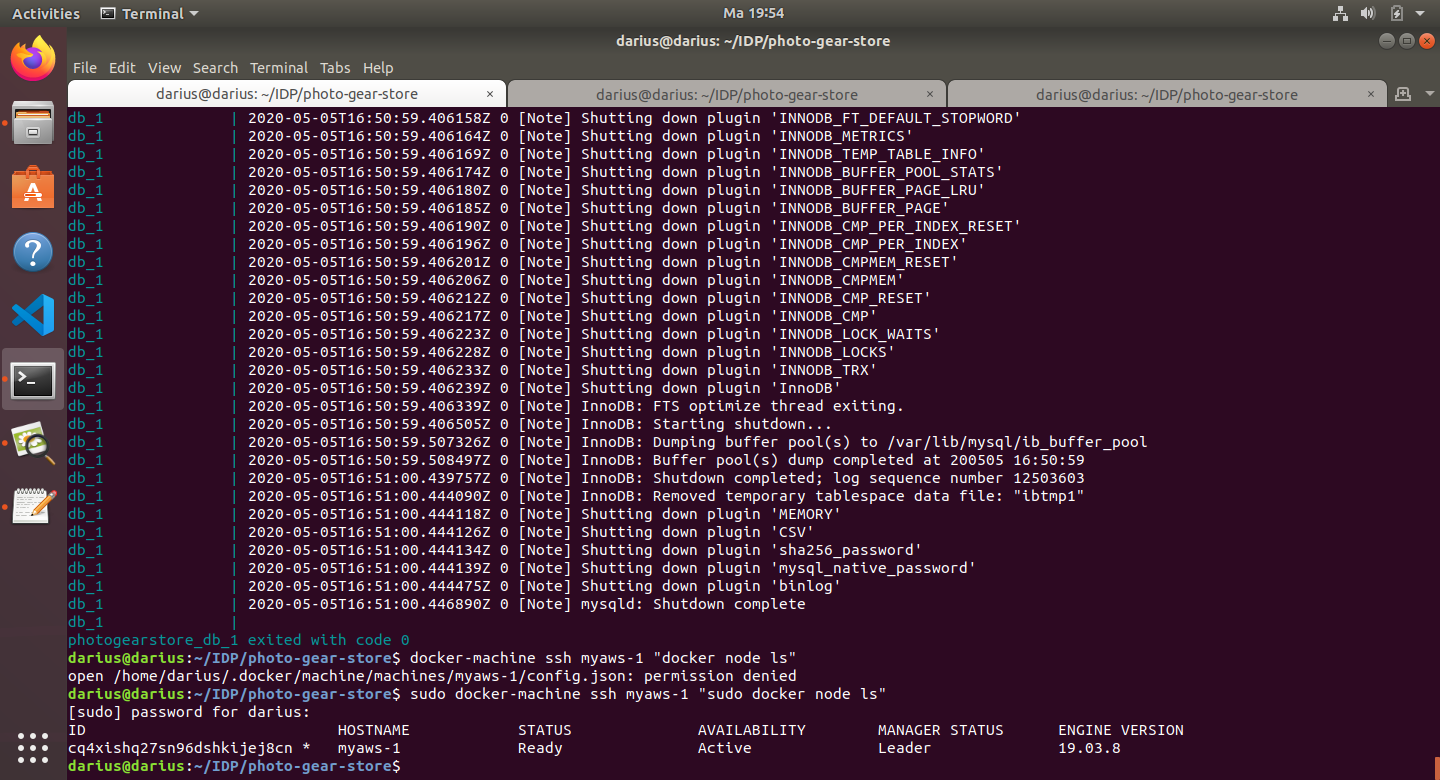 Activities Terminal Ma 19:54
darius@darius: ~/IDP/photo-gear-store
File Edit View Search Terminal Tabs Help
darius@darius: ~/IDP/photo-gear-store × darius@darius: ~/IDP/photo-gear-store × darius@darius: ~/IDP/photo-gear-store ×
db_1 | 2020-05-05T16:50:59.406158Z 0 [Note] Shutting down plugin 'INNODB_FT_DEFAULT_STOPWORD'
db_1 | 2020-05-05T16:50:59.406164Z 0 [Note] Shutting down plugin 'INNODB_METRICS'
db_1 | 2020-05-05T16:50:59.406169Z 0 [Note] Shutting down plugin 'INNODB_TEMP_TABLE_INFO'
db_1 | 2020-05-05T16:50:59.406174Z 0 [Note] Shutting down plugin 'INNODB_BUFFER_POOL_STATS'
db_1 | 2020-05-05T16:50:59.406180Z 0 [Note] Shutting down plugin 'INNODB_BUFFER_PAGE_LRU'
db_1 | 2020-05-05T16:50:59.406185Z 0 [Note] Shutting down plugin 'INNODB_BUFFER_PAGE'
db_1 | 2020-05-05T16:50:59.406190Z 0 [Note] Shutting down plugin 'INNODB_CMP_PER_INDEX_RESET'
db_1 | 2020-05-05T16:50:59.406196Z 0 [Note] Shutting down plugin 'INNODB_CMP_PER_INDEX'
db_1 | 2020-05-05T16:50:59.406201Z 0 [Note] Shutting down plugin 'INNODB_CMPMEM_RESET'
db_1 | 2020-05-05T16:50:59.406206Z 0 [Note] Shutting down plugin 'INNODB_CMPMEM'
db_1 | 2020-05-05T16:50:59.406212Z 0 [Note] Shutting down plugin 'INNODB_CMP_RESET'
db_1 | 2020-05-05T16:50:59.406217Z 0 [Note] Shutting down plugin 'INNODB_CMP'
db_1 | 2020-05-05T16:50:59.406223Z 0 [Note] Shutting down plugin 'INNODB_LOCK_WAITS'
db_1 | 2020-05-05T16:50:59.406228Z 0 [Note] Shutting down plugin 'INNODB_LOCKS'
db_1 | 2020-05-05T16:50:59.406233Z 0 [Note] Shutting down plugin 'INNODB_TRX'
db_1 | 2020-05-05T16:50:59.406239Z 0 [Note] Shutting down plugin 'InnoDB'
db_1 | 2020-05-05T16:50:59.406339Z 0 [Note] InnoDB: FTS optimize thread exiting.
db_1 | 2020-05-05T16:50:59.406505Z 0 [Note] InnoDB: Starting shutdown...
db_1 | 2020-05-05T16:50:59.507326Z 0 [Note] InnoDB: Dumping buffer pool(s) to /var/lib/mysql/ib_buffer_pool
db_1 | 2020-05-05T16:50:59.508497Z 0 [Note] InnoDB: Buffer pool(s) dump completed at 200505 16:50:59
db_1 | 2020-05-05T16:51:00.439757Z 0 [Note] InnoDB: Shutdown completed; log sequence number 12503603
db_1 | 2020-05-05T16:51:00.444090Z 0 [Note] InnoDB: Removed temporary tablespace data file: "ibtmp1"
db_1 | 2020-05-05T16:51:00.444118Z 0 [Note] Shutting down plugin 'MEMORY'
db_1 | 2020-05-05T16:51:00.444126Z 0 [Note] Shutting down plugin 'CSV'
db_1 | 2020-05-05T16:51:00.444134Z 0 [Note] Shutting down plugin 'sha256_password'
db_1 | 2020-05-05T16:51:00.444139Z 0 [Note] Shutting down plugin 'mysql_native_password'
db_1 | 2020-05-05T16:51:00.444475Z 0 [Note] Shutting down plugin 'binlog'
db_1 | 2020-05-05T16:51:00.446890Z 0 [Note] mysqld: Shutdown complete
db_1 |
photogearstore_db_1 exited with code 0
darius@darius:~/IDP/photo-gear-store$ docker-machine ssh myaws-1 "docker node ls"
open /home/darius/.docker/machine/machines/myaws-1/config.json: permission denied
darius@darius:~/IDP/photo-gear-store$ sudo docker-machine ssh myaws-1 "sudo docker node ls"
[sudo] password for darius:
ID HOSTNAME STATUS AVAILABILITY MANAGER STATUS ENGINE VERSION
cq4xishq27sn96dshkijej8cn * myaws-1 Ready Active Leader 19.03.8
darius@darius:~/IDP/photo-gear-store$